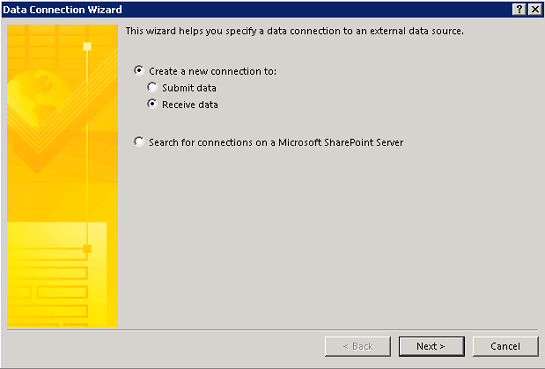 Data Connection Wizard
This wizard helps you specify a data connection to an external data source.
Create a new connection to:
Submit data
Receive data
Search for connections on a Microsoft SharePoint Server
< Back Next > Cancel